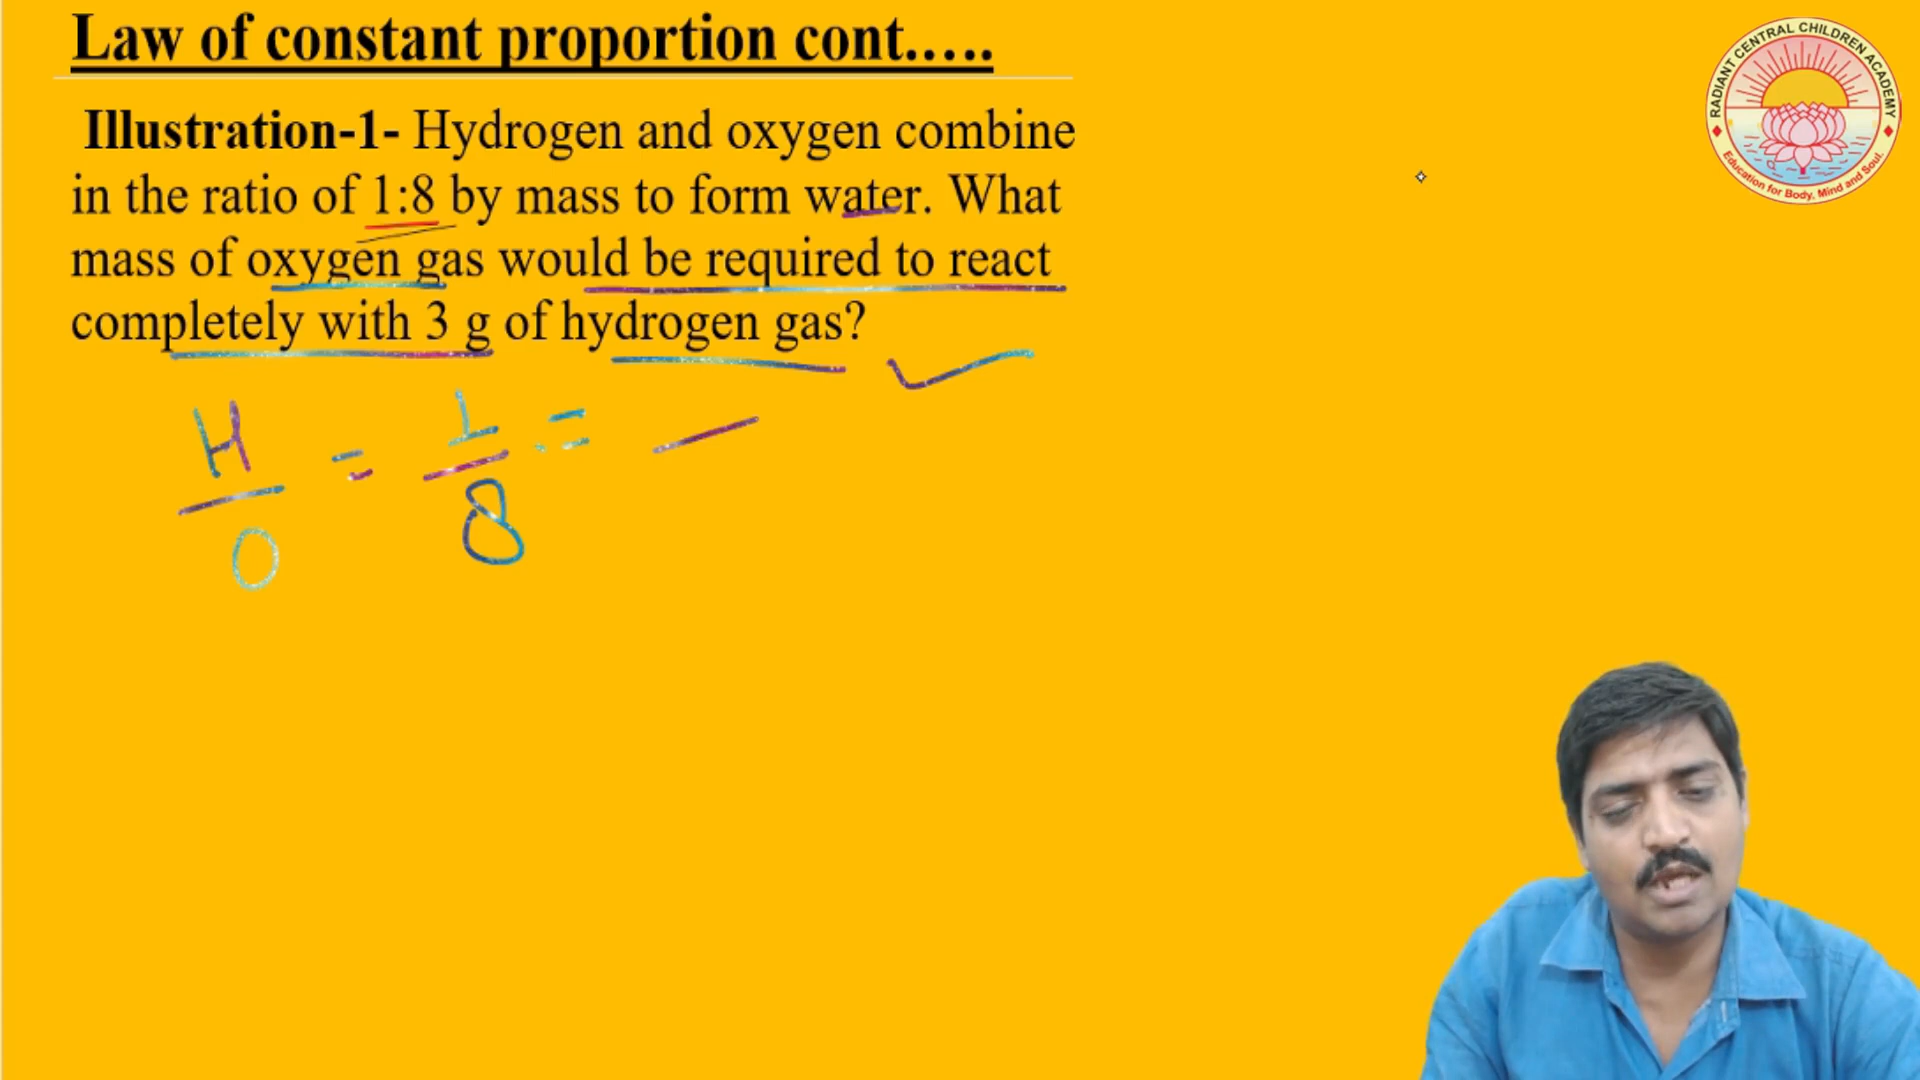 Law of constant proportion cont.….
Illustration-1- Hydrogen and oxygen combine
in the ratio of 1:8 by mass to form water. What
mass of oxygen gas would be required to react
completely with 3 g of hydrogen gas?
H/O = 1/8 =
RADIANT CENTRAL CHILDREN ACADEMY
Education for Body, Mind and Soul.